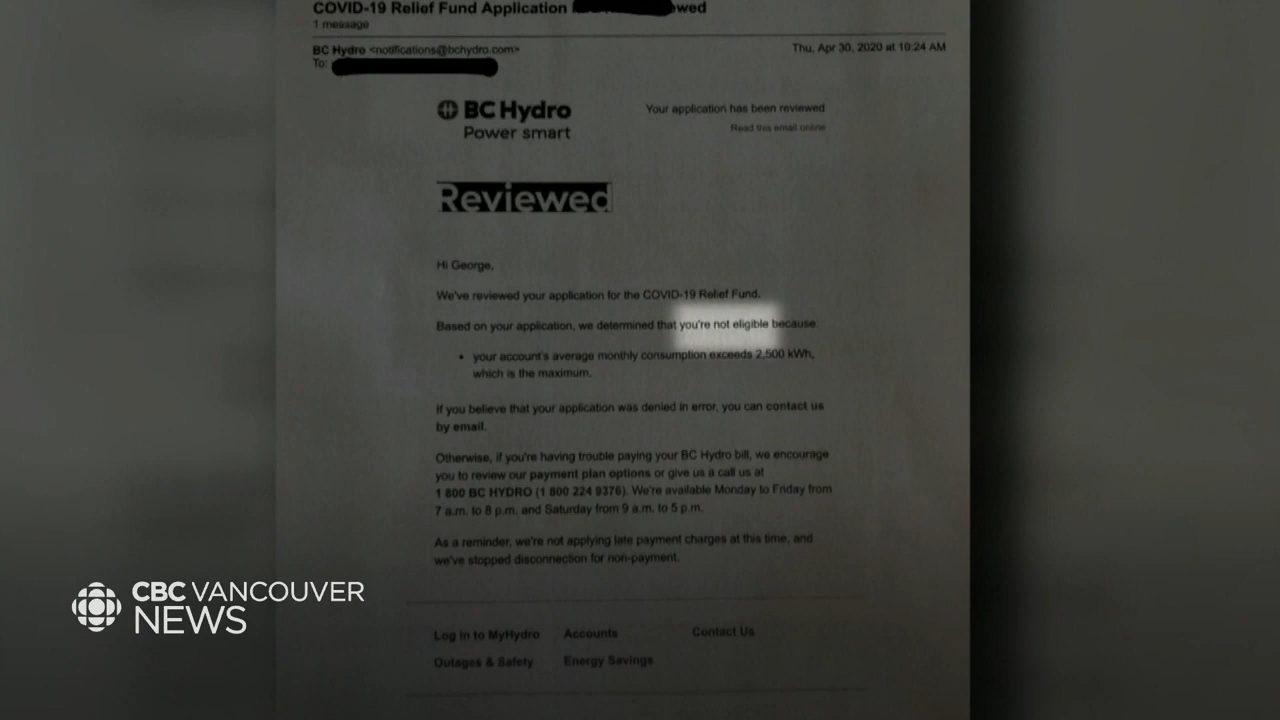 COVID-19 Relief Fund Application
1 message
BC Hydro <notifications@bchydro.com>
Thu, Apr 30, 2020 at 10:24 AM
To:
BC Hydro
Power smart
Your application has been reviewed
Read this email online
Reviewed
Hi George,
We've reviewed your application for the COVID-19 Relief Fund.
Based on your application, we determined that you're not eligible because:
• your account's average monthly consumption exceeds 2,500 kWh,
which is the maximum.
If you believe that your application was denied in error, you can contact us
by email.
Otherwise, if you're having trouble paying your BC Hydro bill, we encourage
you to review our payment plan options or give us a call us at
1 800 BC HYDRO (1 800 224 9376). We're available Monday to Friday from
7 a.m. to 8 p.m. and Saturday from 9 a.m. to 5 p.m.
As a reminder, we're not applying late payment charges at this time, and
we've stopped disconnection for non-payment.
Log in to MyHydro Accounts Contact Us
Outages & Safety Energy Savings
CBC VANCOUVER
NEWS